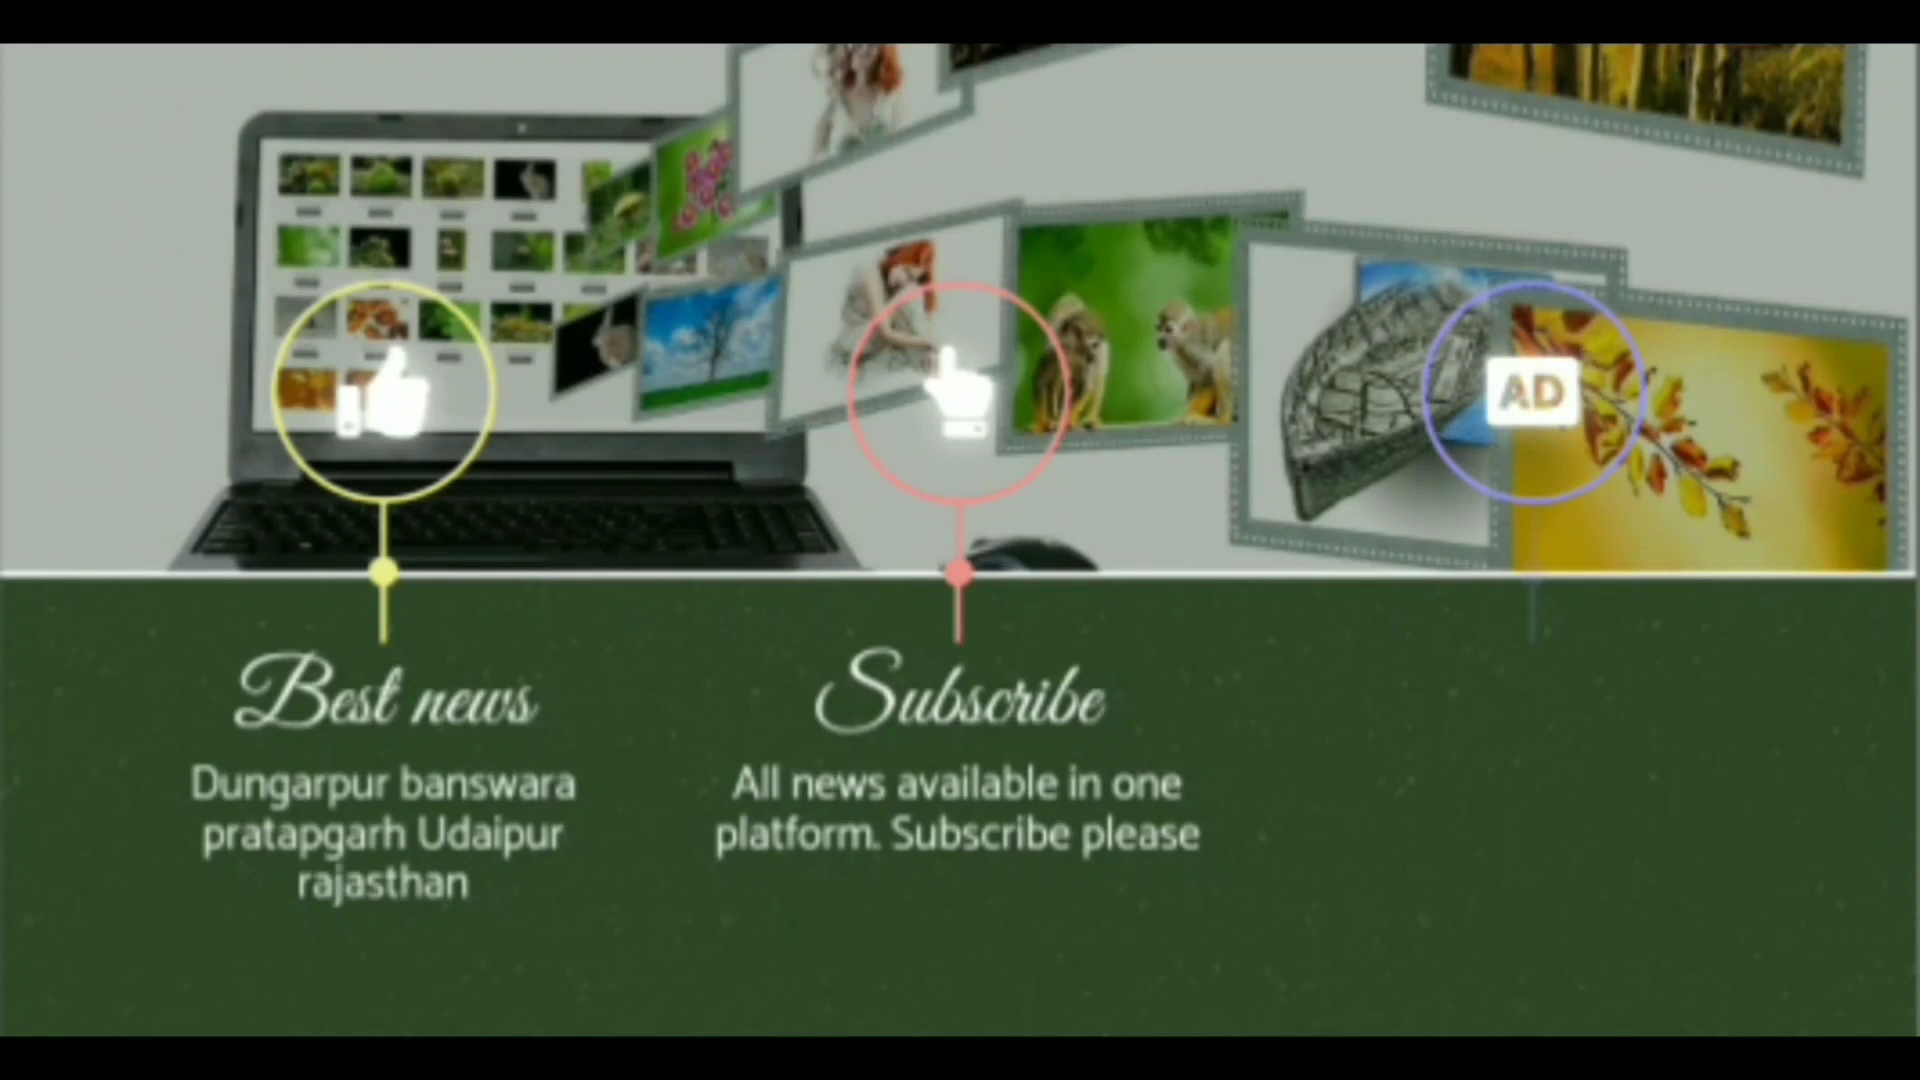 AD
Best news
Dungarpur banswara
pratapgarh Udaipur
rajasthan
Subscribe
All news available in one
platform. Subscribe please